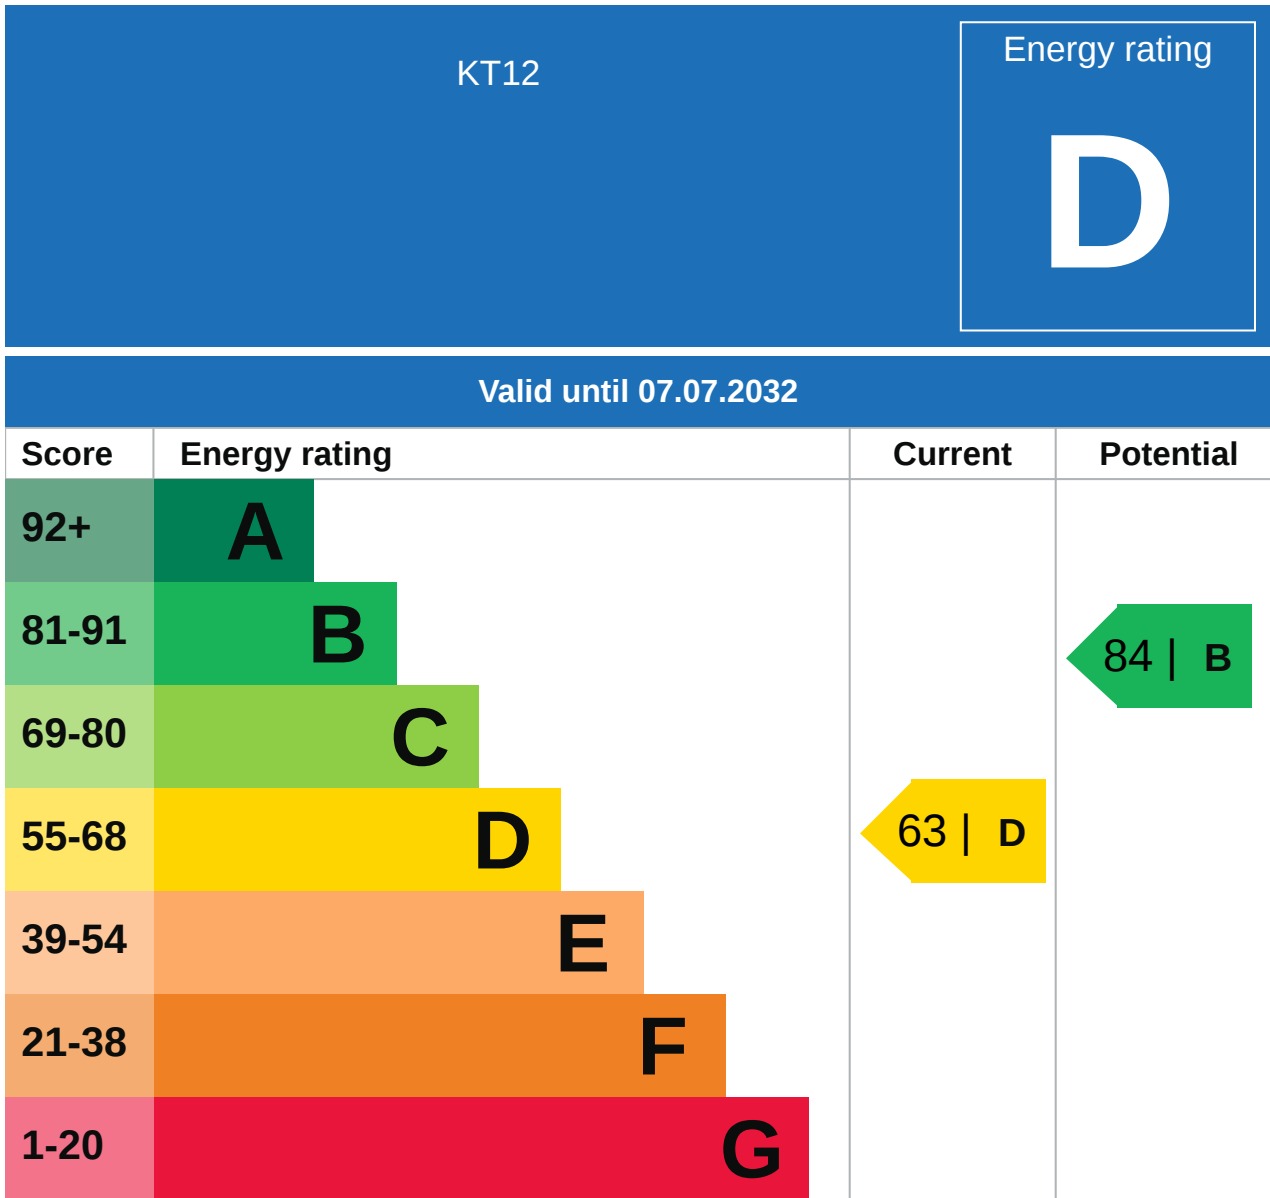 KT12
Energy rating
D
Valid until 07.07.2032
Score Energy rating Current Potential
92+ A
81-91 B
84 | B
69-80 C
55-68 D
63 | D
39-54 E
21-38 F
1-20 G